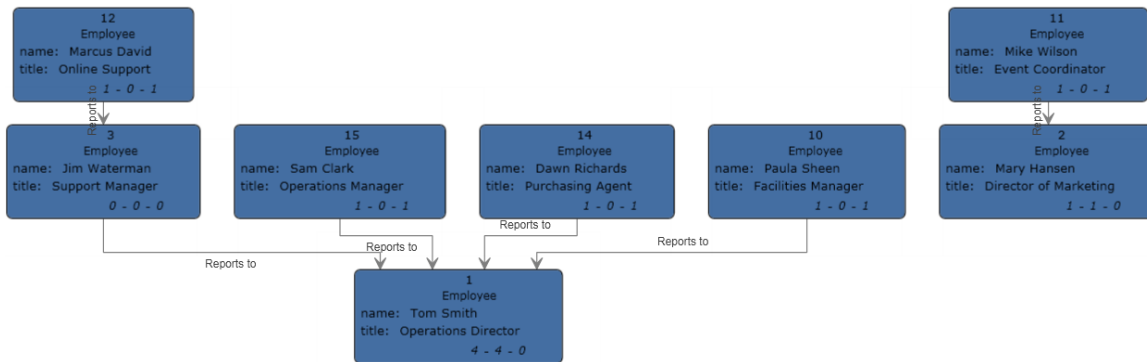 12
Employee
name: Marcus David
title: Online Support
1 - 0 - 1
Reports to
11
Employee
name: Mike Wilson
title: Event Coordinator
1 - 0 - 1
Reports to
3
Employee
name: Jim Waterman
title: Support Manager
0 - 0 - 0
15
Employee
name: Sam Clark
title: Operations Manager
1 - 0 - 1
14
Employee
name: Dawn Richards
title: Purchasing Agent
1 - 0 - 1
10
Employee
name: Paula Sheen
title: Facilities Manager
1 - 0 - 1
2
Employee
name: Mary Hansen
title: Director of Marketing
1 - 1 - 0
Reports to
Reports to
Reports to
Reports to
1
Employee
name: Tom Smith
title: Operations Director
4 - 4 - 0